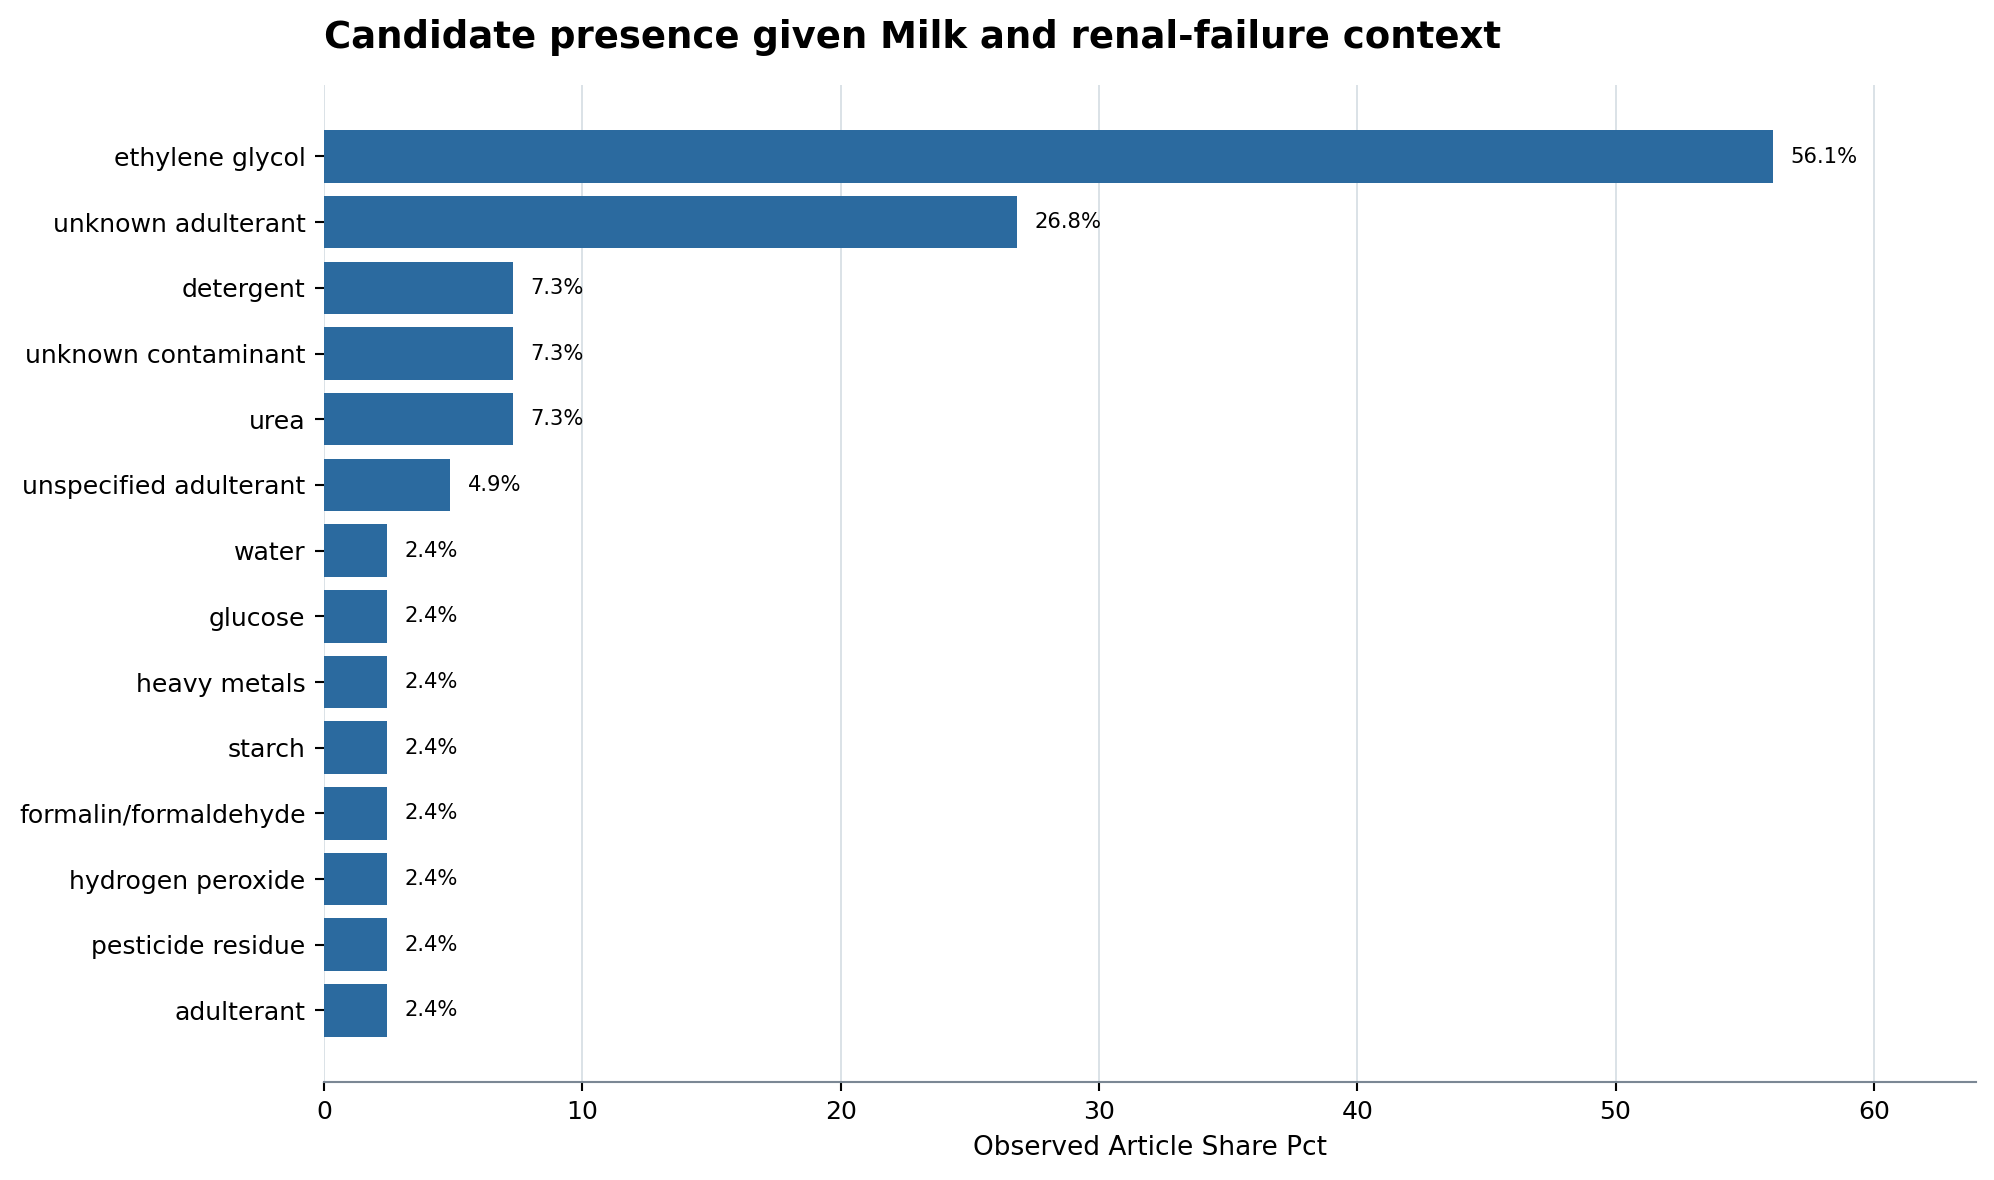 Candidate presence given Milk and renal-failure context
ethylene glycol 56.1%
unknown adulterant 26.8%
detergent 7.3%
unknown contaminant 7.3%
urea 7.3%
unspecified adulterant 4.9%
water 2.4%
glucose 2.4%
heavy metals 2.4%
starch 2.4%
formalin/formaldehyde 2.4%
hydrogen peroxide 2.4%
pesticide residue 2.4%
adulterant 2.4%
0 10 20 30 40 50 60
Observed Article Share Pct